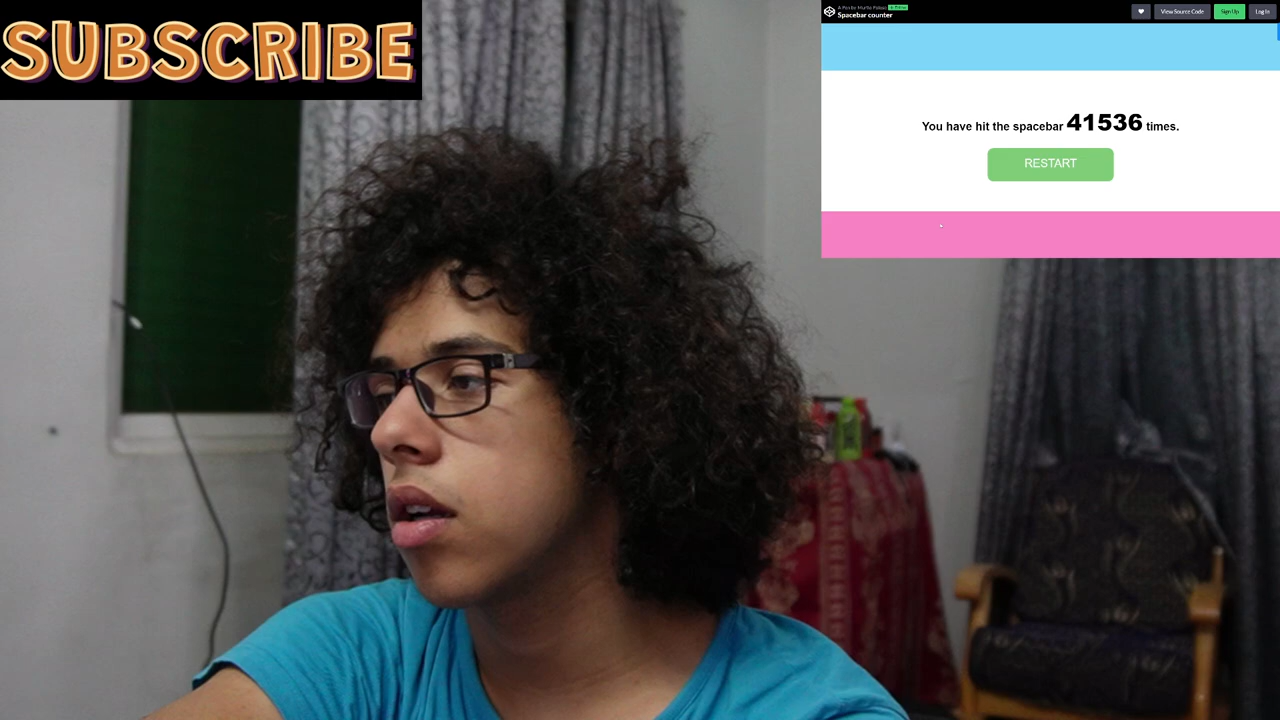 SUBSCRIBE
Spacebar counter
View Source Code
Sign Up
Log In
You have hit the spacebar 41536 times.
RESTART